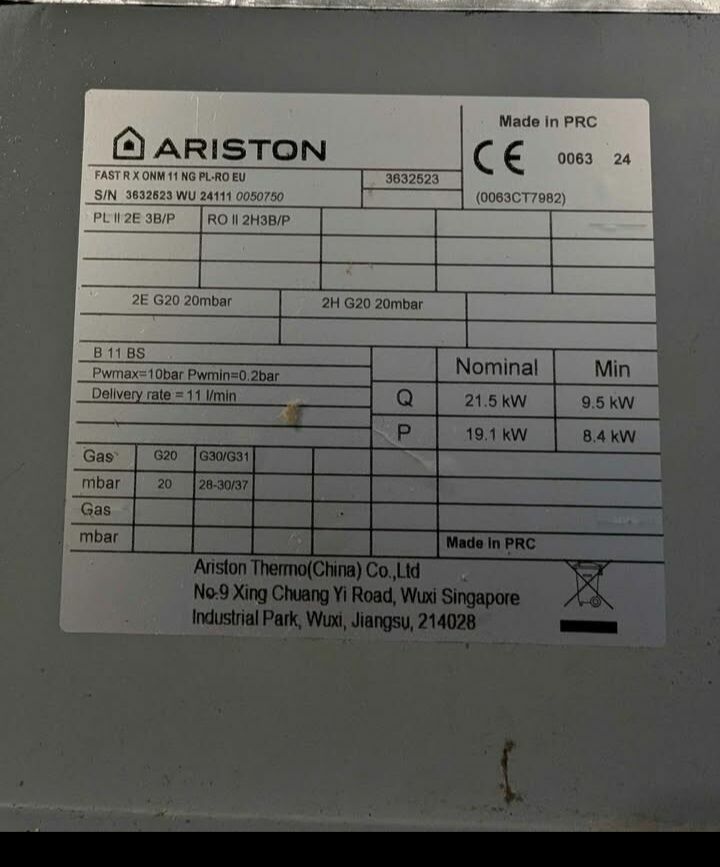 ARISTON
Made in PRC
CE 0063 24
FAST R X ONM 11 NG PL-RO EU
3632523
S/N 3632523 WU 24111 0050750
(0063CT7982)
PL II 2E 3B/P RO II 2H3B/P
2E G20 20mbar 2H G20 20mbar
B 11 BS
Pwmax=10bar Pwmin=0.2bar
Delivery rate = 11 l/min
Nominal Min
Q 21.5 kW 9.5 kW
P 19.1 kW 8.4 kW
Gas G20 G30/G31
mbar 20 28-30/37
Gas
mbar
Made in PRC
Ariston Thermo(China) Co.,Ltd
No.9 Xing Chuang Yi Road, Wuxi Singapore
Industrial Park, Wuxi, Jiangsu, 214028